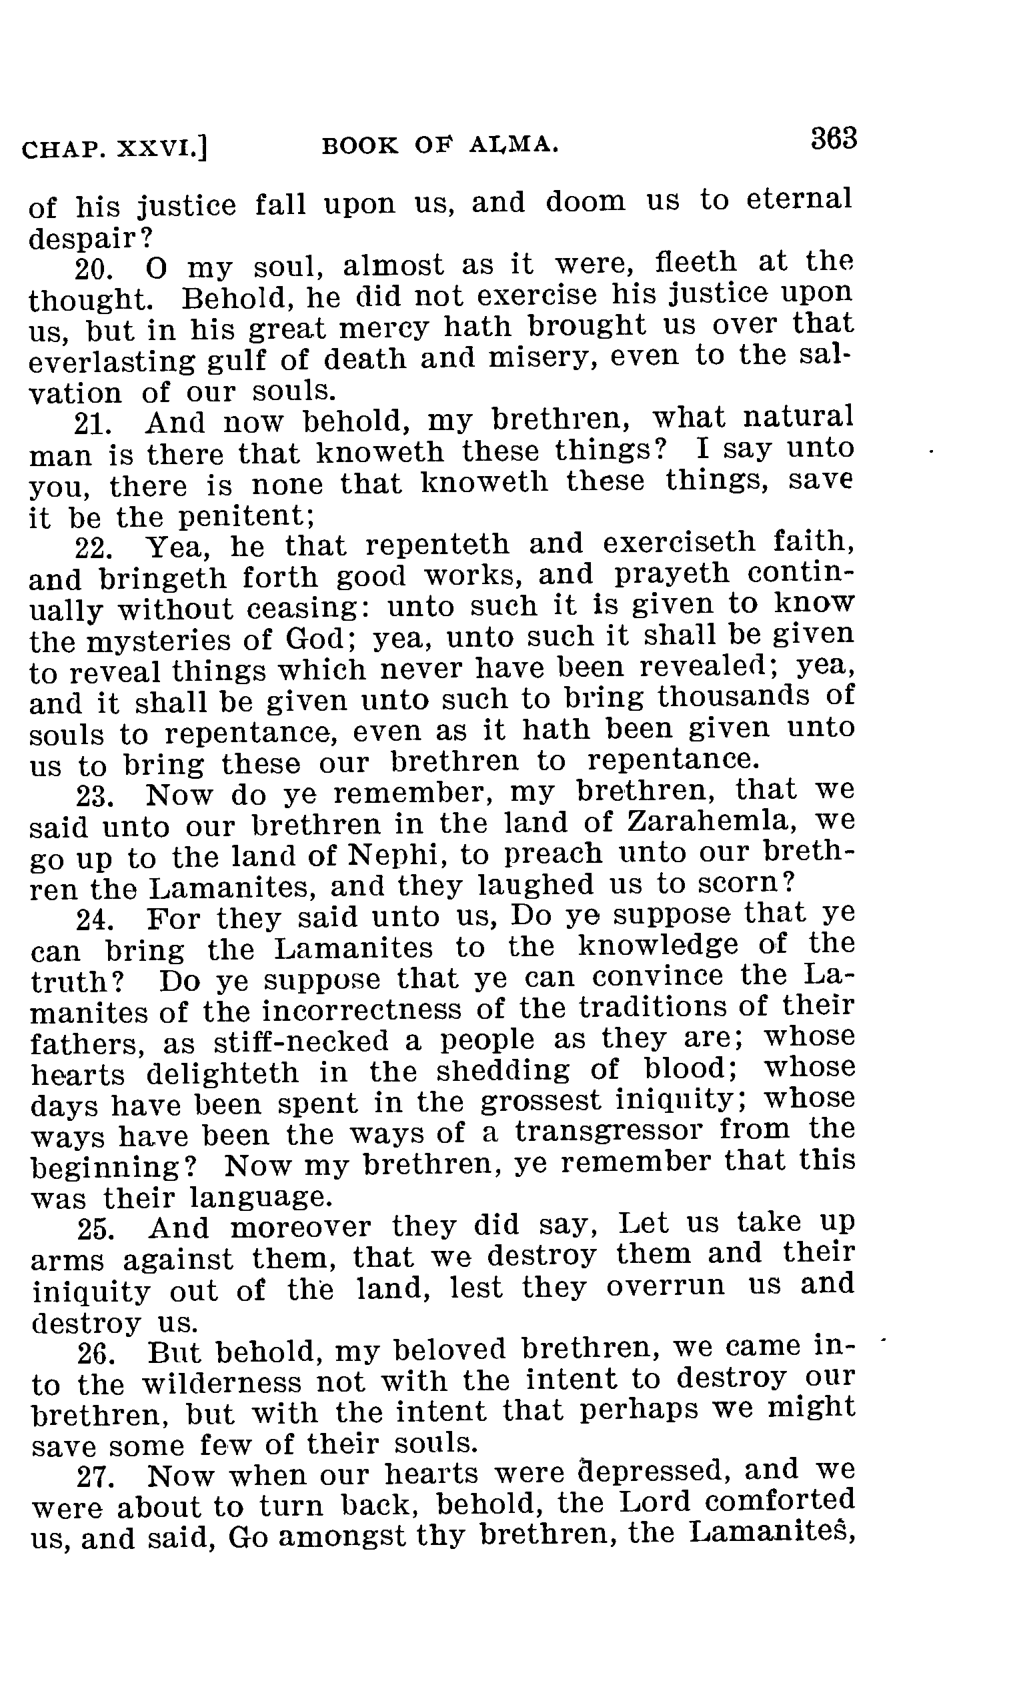 CHAP. XXVI.] BOOK OF ALMA. 363
of his justice fall upon us, and doom us to eternal
despair?
20. O my soul, almost as it were, fleeth at the
thought. Behold, he did not exercise his justice upon
us, but in his great mercy hath brought us over that
everlasting gulf of death and misery, even to the sal-
vation of our souls.
21. And now behold, my brethren, what natural
man is there that knoweth these things? I say unto
you, there is none that knoweth these things, save
it be the penitent;
22. Yea, he that repenteth and exerciseth faith,
and bringeth forth good works, and prayeth contin-
ually without ceasing: unto such it is given to know
the mysteries of God; yea, unto such it shall be given
to reveal things which never have been revealed; yea,
and it shall be given unto such to bring thousands of
souls to repentance, even as it hath been given unto
us to bring these our brethren to repentance.
23. Now do ye remember, my brethren, that we
said unto our brethren in the land of Zarahemla, we
go up to the land of Nephi, to preach unto our breth-
ren the Lamanites, and they laughed us to scorn?
24. For they said unto us, Do ye suppose that ye
can bring the Lamanites to the knowledge of the
truth? Do ye suppose that ye can convince the La-
manites of the incorrectness of the traditions of their
fathers, as stiff-necked a people as they are; whose
hearts delighteth in the shedding of blood; whose
days have been spent in the grossest iniquity; whose
ways have been the ways of a transgressor from the
beginning? Now my brethren, ye remember that this
was their language.
25. And moreover they did say, Let us take up
arms against them, that we destroy them and their
iniquity out of the land, lest they overrun us and
destroy us.
26. But behold, my beloved brethren, we came in-
to the wilderness not with the intent to destroy our
brethren, but with the intent that perhaps we might
save some few of their souls.
27. Now when our hearts were depressed, and we
were about to turn back, behold, the Lord comforted
us, and said, Go amongst thy brethren, the Lamanites,